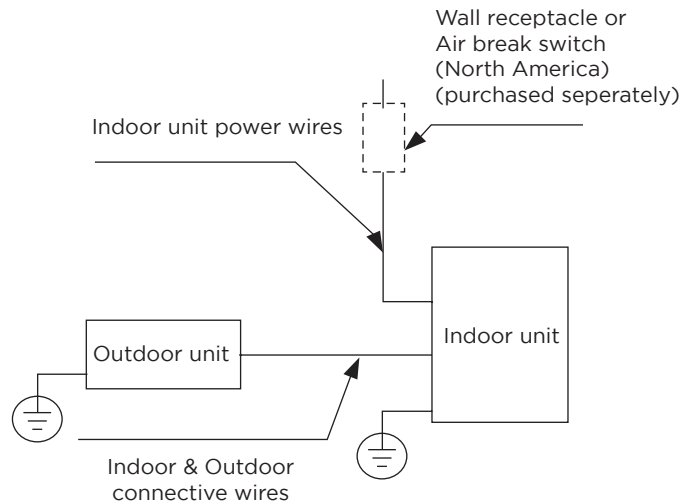 Wall receptacle or
Air break switch
(North America)
(purchased seperately)
Indoor unit power wires
Indoor unit
Outdoor unit
Indoor & Outdoor
connective wires